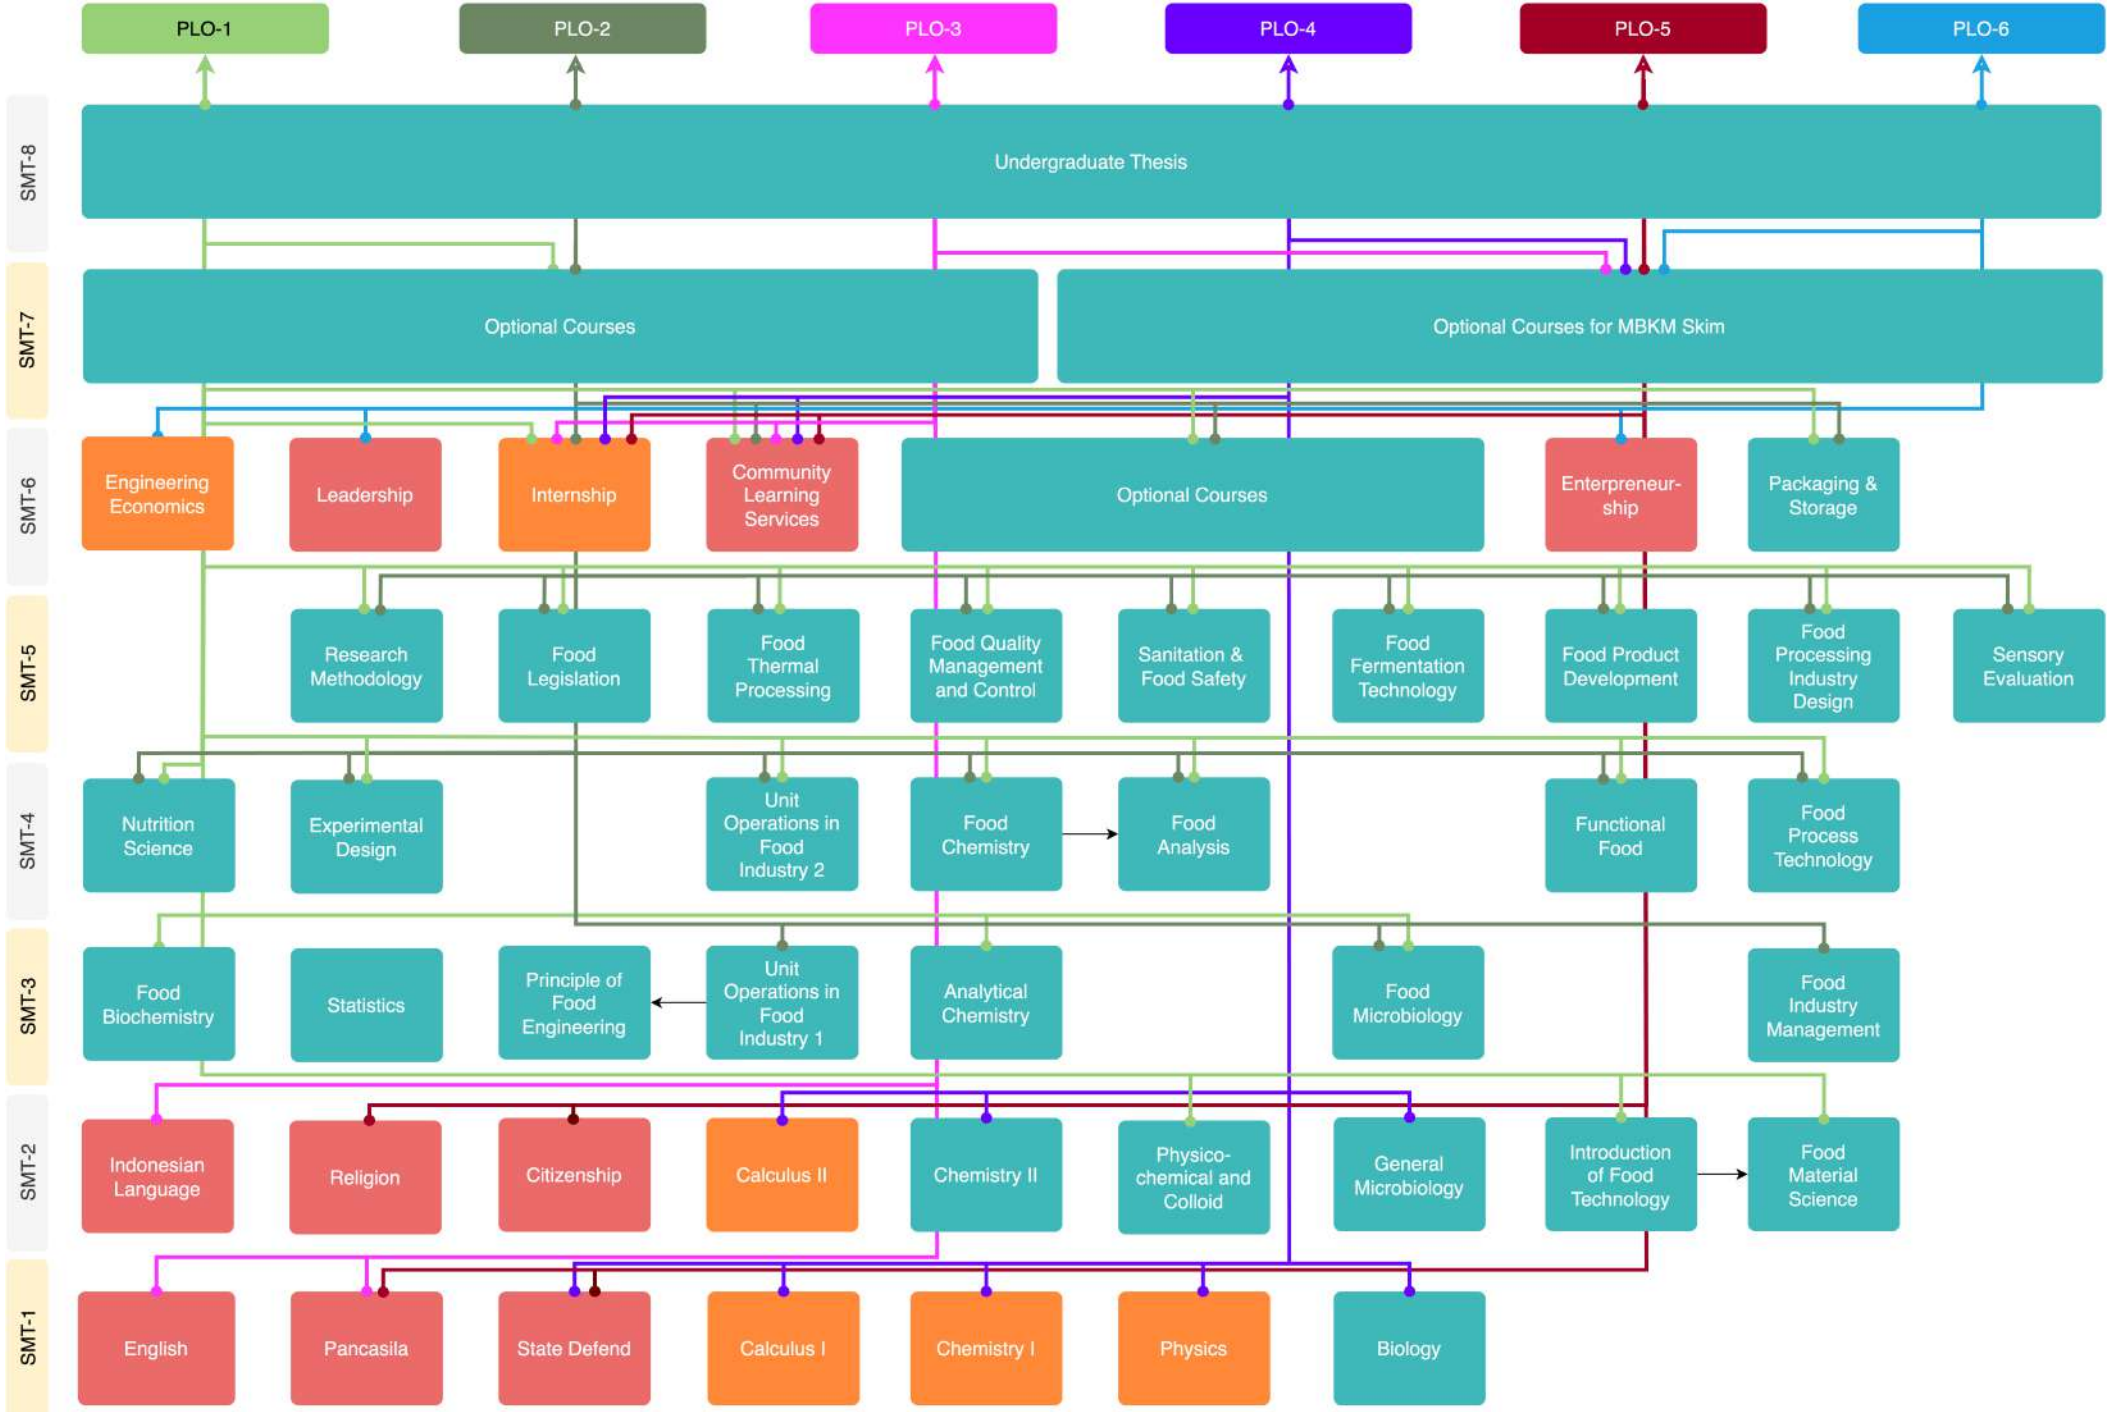 PLO-1
PLO-2
PLO-3
PLO-4
PLO-5
PLO-6
SMT-8
Undergraduate Thesis
SMT-7
Optional Courses
Optional Courses for MBKM Skim
SMT-6
Engineering
Economics
Leadership
Internship
Community
Learning
Services
Optional Courses
Enterpreneur-
ship
Packaging &
Storage
SMT-5
Research
Methodology
Food
Legislation
Food
Thermal
Processing
Food Quality
Management
and Control
Sanitation &
Food Safety
Food
Fermentation
Technology
Food Product
Development
Food
Processing
Industry
Design
Sensory
Evaluation
SMT-4
Nutrition
Science
Experimental
Design
Unit
Operations in
Food
Industry 2
Food
Chemistry
Food
Analysis
Functional
Food
Food
Process
Technology
SMT-3
Food
Biochemistry
Statistics
Principle of
Food
Engineering
Unit
Operations in
Food
Industry 1
Analytical
Chemistry
Food
Microbiology
Food
Industry
Management
SMT-2
Indonesian
Language
Religion
Citizenship
Calculus II
Chemistry II
Physico-
chemical and
Colloid
General
Microbiology
Introduction
of Food
Technology
Food
Material
Science
SMT-1
English
Pancasila
State Defend
Calculus I
Chemistry I
Physics
Biology